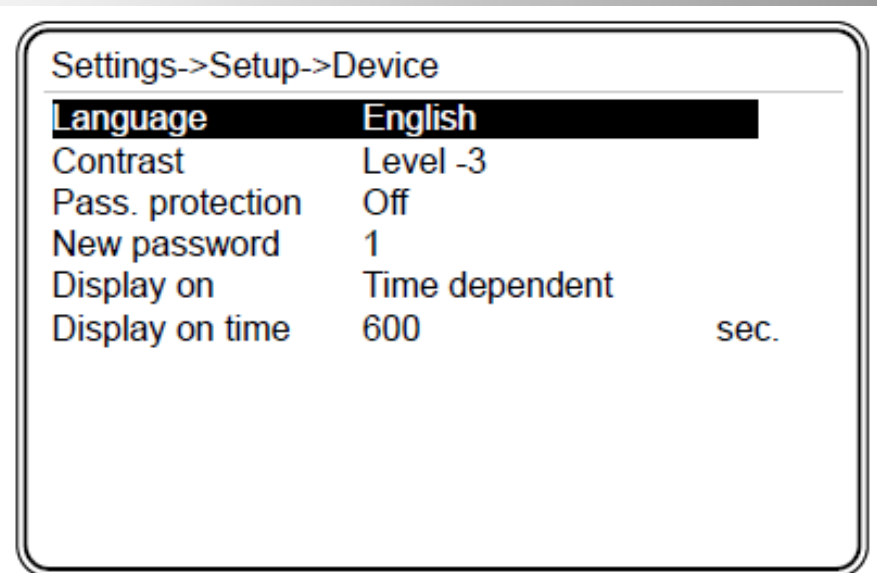 Settings->Setup->Device
Language English
Contrast Level -3
Pass. protection Off
New password 1
Display on Time dependent
Display on time 600 sec.